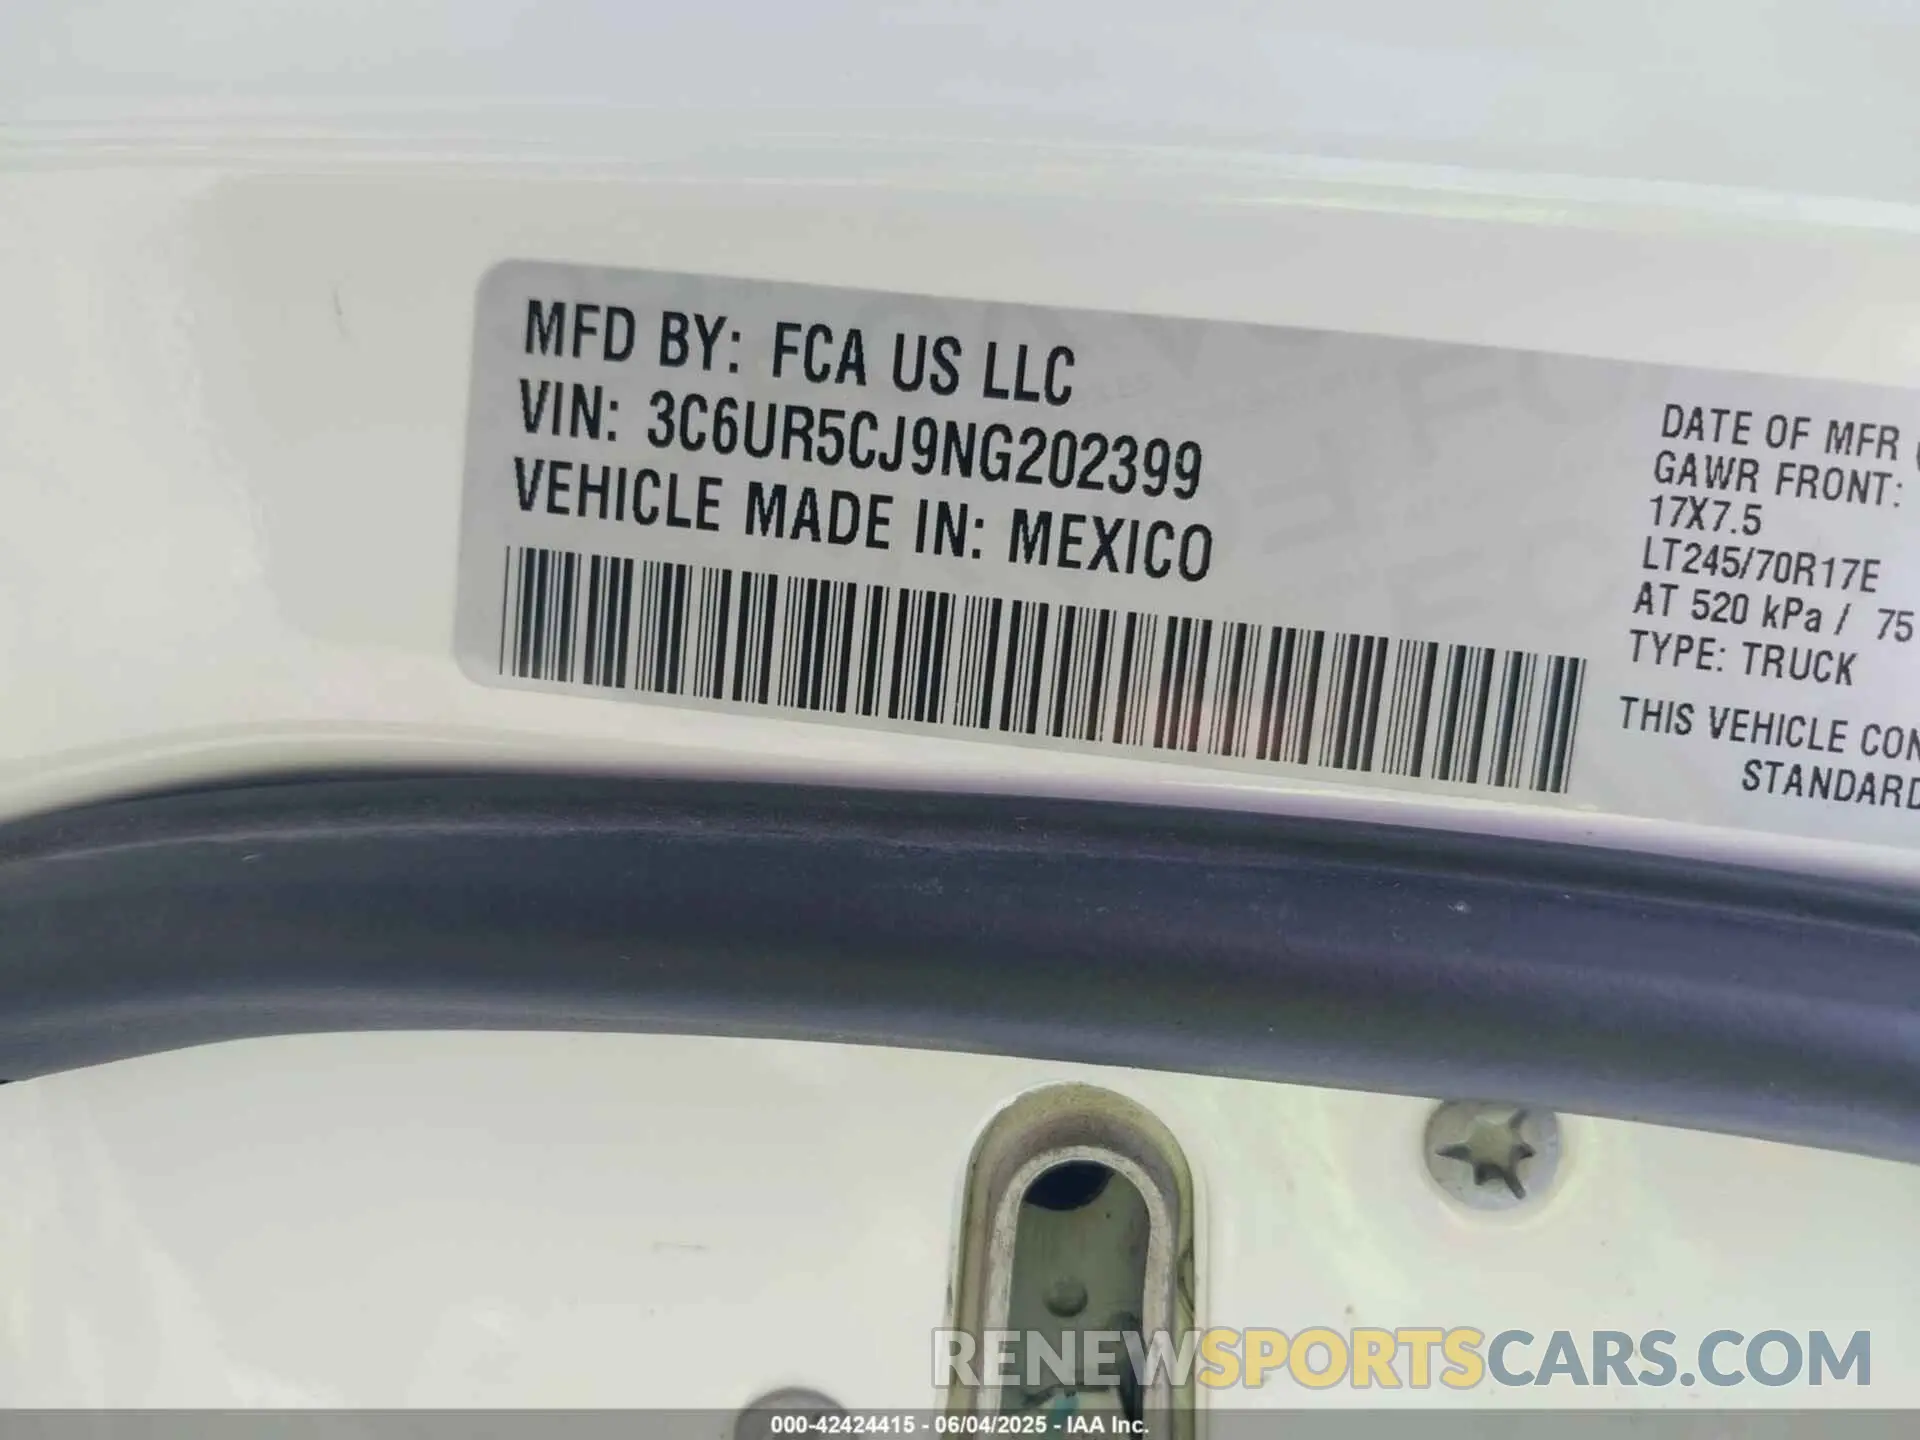 MFD BY: FCA US LLC
VIN: 3C6UR5CJ9NG202399
VEHICLE MADE IN: MEXICO
DATE OF MFR
GAWR FRONT:
17X7.5
LT245/70R17E
AT 520 kPa / 75
TYPE: TRUCK
THIS VEHICLE CON
STANDARD
RENEWSPORTSCARS.COM
000-42424415 - 06/04/2025 - IAA Inc.